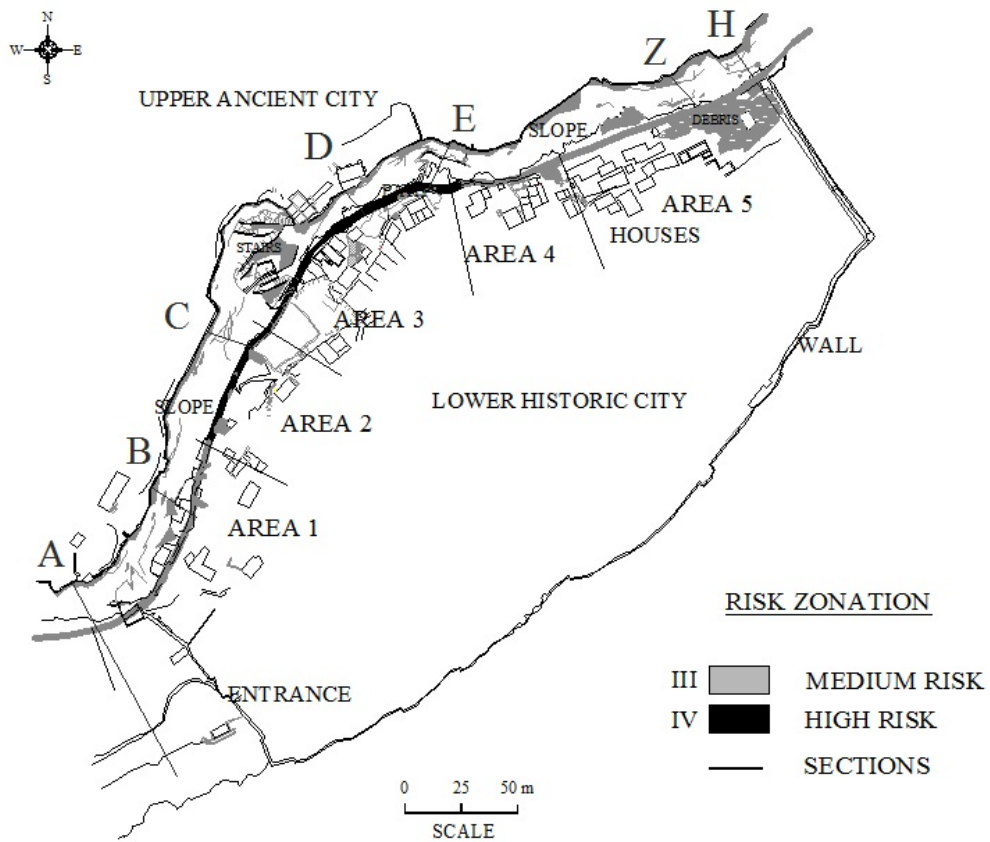 N
W E
S
H
Z
UPPER ANCIENT CITY
E
SLOPE
DEBRIS
D
AREA 5
HOUSES
STAIRS
AREA 4
C
AREA 3
WALL
SLOPE
LOWER HISTORIC CITY
AREA 2
B
AREA 1
A
RISK ZONATION
III MEDIUM RISK
ENTRANCE
IV HIGH RISK
SECTIONS
0 25 50 m
SCALE